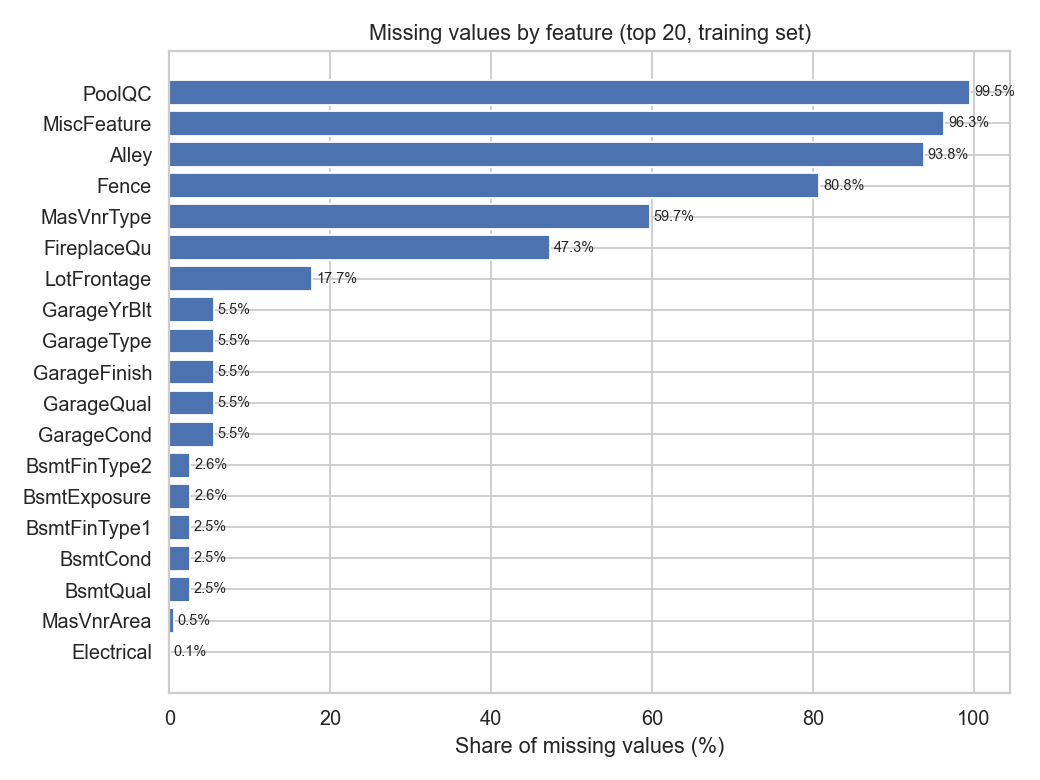 Missing values by feature (top 20, training set)
PoolQC 99.5%
MiscFeature 96.3%
Alley 93.8%
Fence 80.8%
MasVnrType 59.7%
FireplaceQu 47.3%
LotFrontage 17.7%
GarageYrBlt 5.5%
GarageType 5.5%
GarageFinish 5.5%
GarageQual 5.5%
GarageCond 5.5%
BsmtFinType2 2.6%
BsmtExposure 2.6%
BsmtFinType1 2.5%
BsmtCond 2.5%
BsmtQual 2.5%
MasVnrArea 0.5%
Electrical 0.1%
0 20 40 60 80 100
Share of missing values (%)